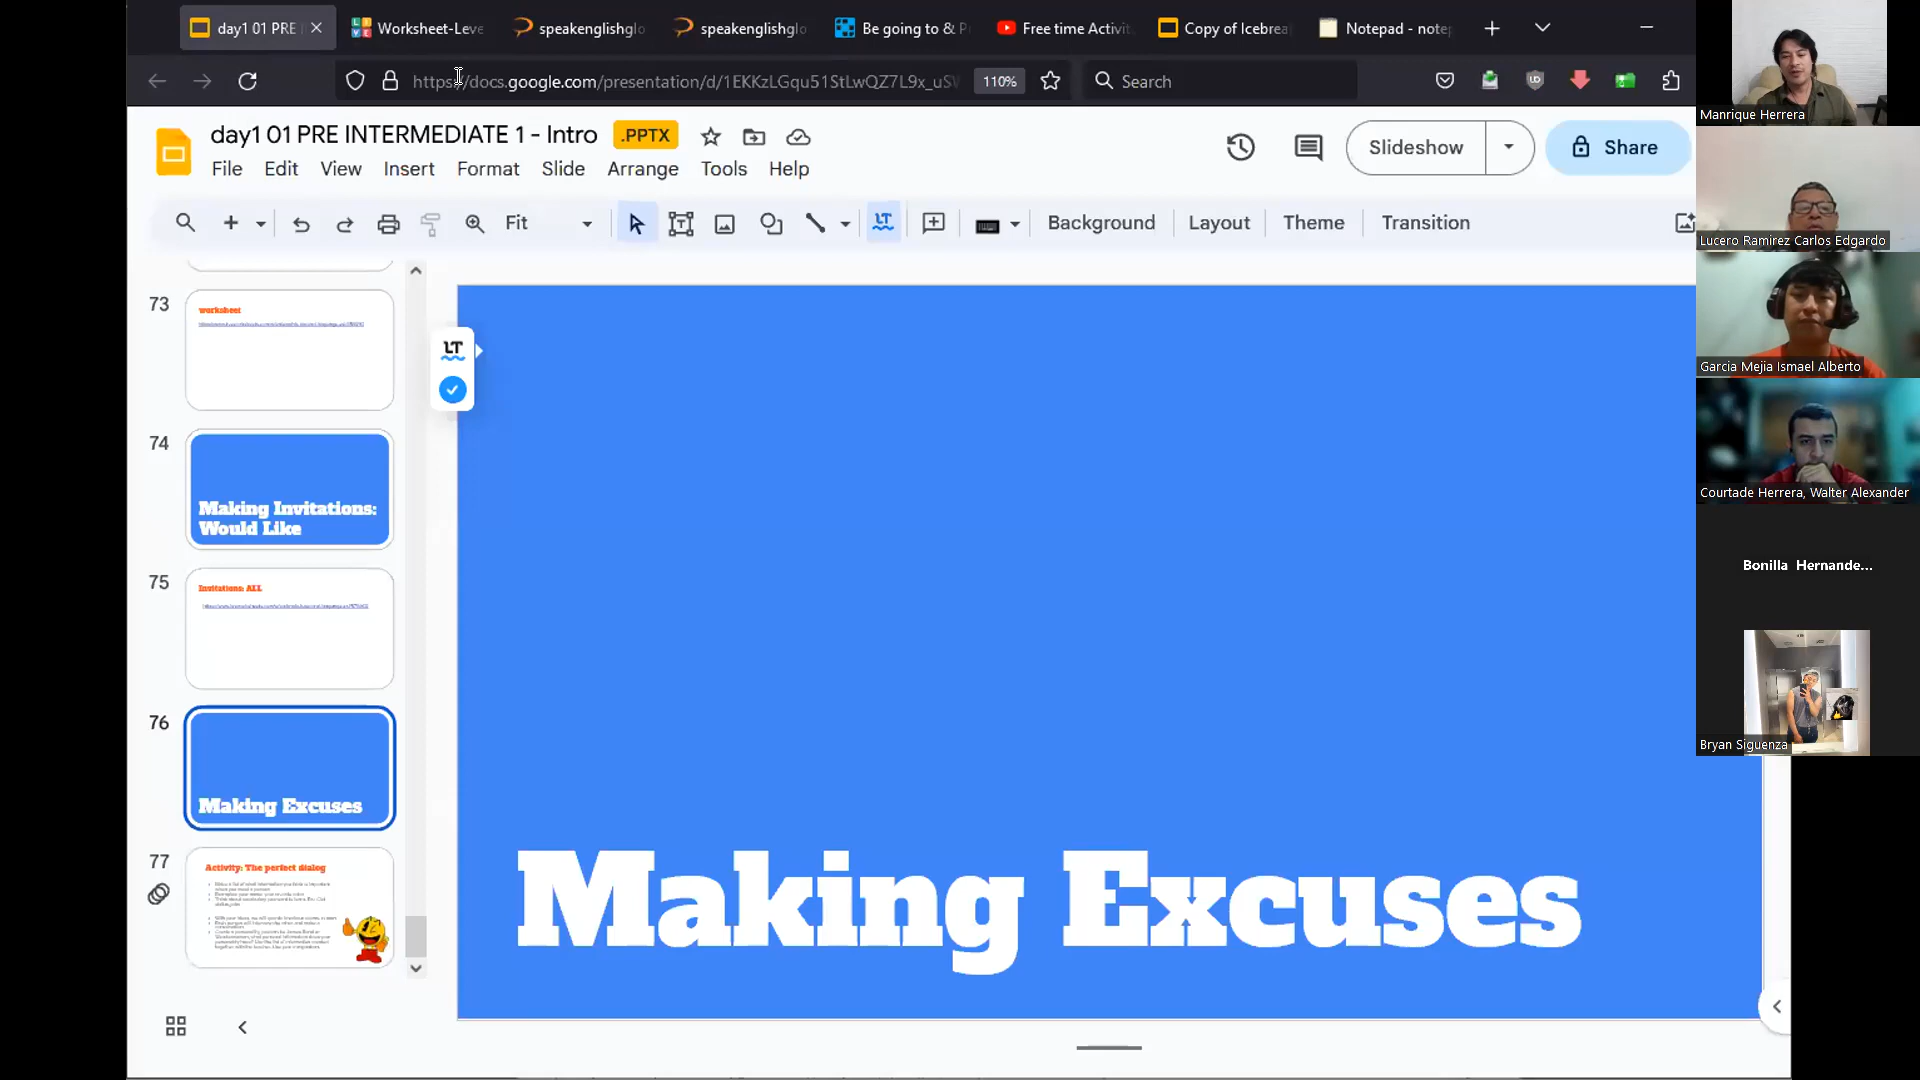 day1 01 PRE I
Worksheet-Leve
speakenglishglo
speakenglishglo
Be going to & P
Free time Activit
Copy of Icebrea
Notepad - note
https://docs.google.com/presentation/d/1EKKzLGqu51StLwQZ7L9x_uSW
110%
Search
day1 01 PRE INTERMEDIATE 1 - Intro
.PPTX
File Edit View Insert Format Slide Arrange Tools Help
Slideshow
Share
Fit
Background
Layout
Theme
Transition
73
worksheet
74
Making Invitations:
Would Like
75
Invitations: ALL
76
Making Excuses
77
Activity: The perfect dialog
LT
LT
Making Excuses
Manrique Herrera
Lucero Ramirez Carlos Edgardo
Garcia Mejia Ismael Alberto
Courtade Herrera, Walter Alexander
Bonilla Hernande...
Bryan Siguenza